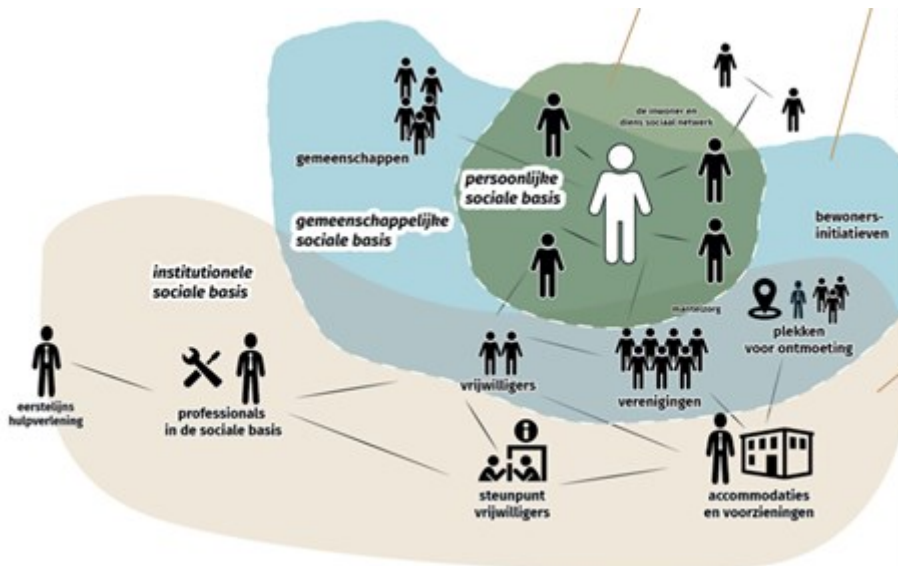 de inwoner en
diens sociaal netwerk
gemeenschappen
persoonlijke
sociale basis
gemeenschappelijke
sociale basis
bewoners-
initiatieven
institutionele
sociale basis
mantelzorg
plekken
voor ontmoeting
vrijwilligers
verenigingen
eerstelijns
hulpverlening
professionals
in de sociale basis
steunpunt
vrijwilligers
accommodaties
en voorzieningen